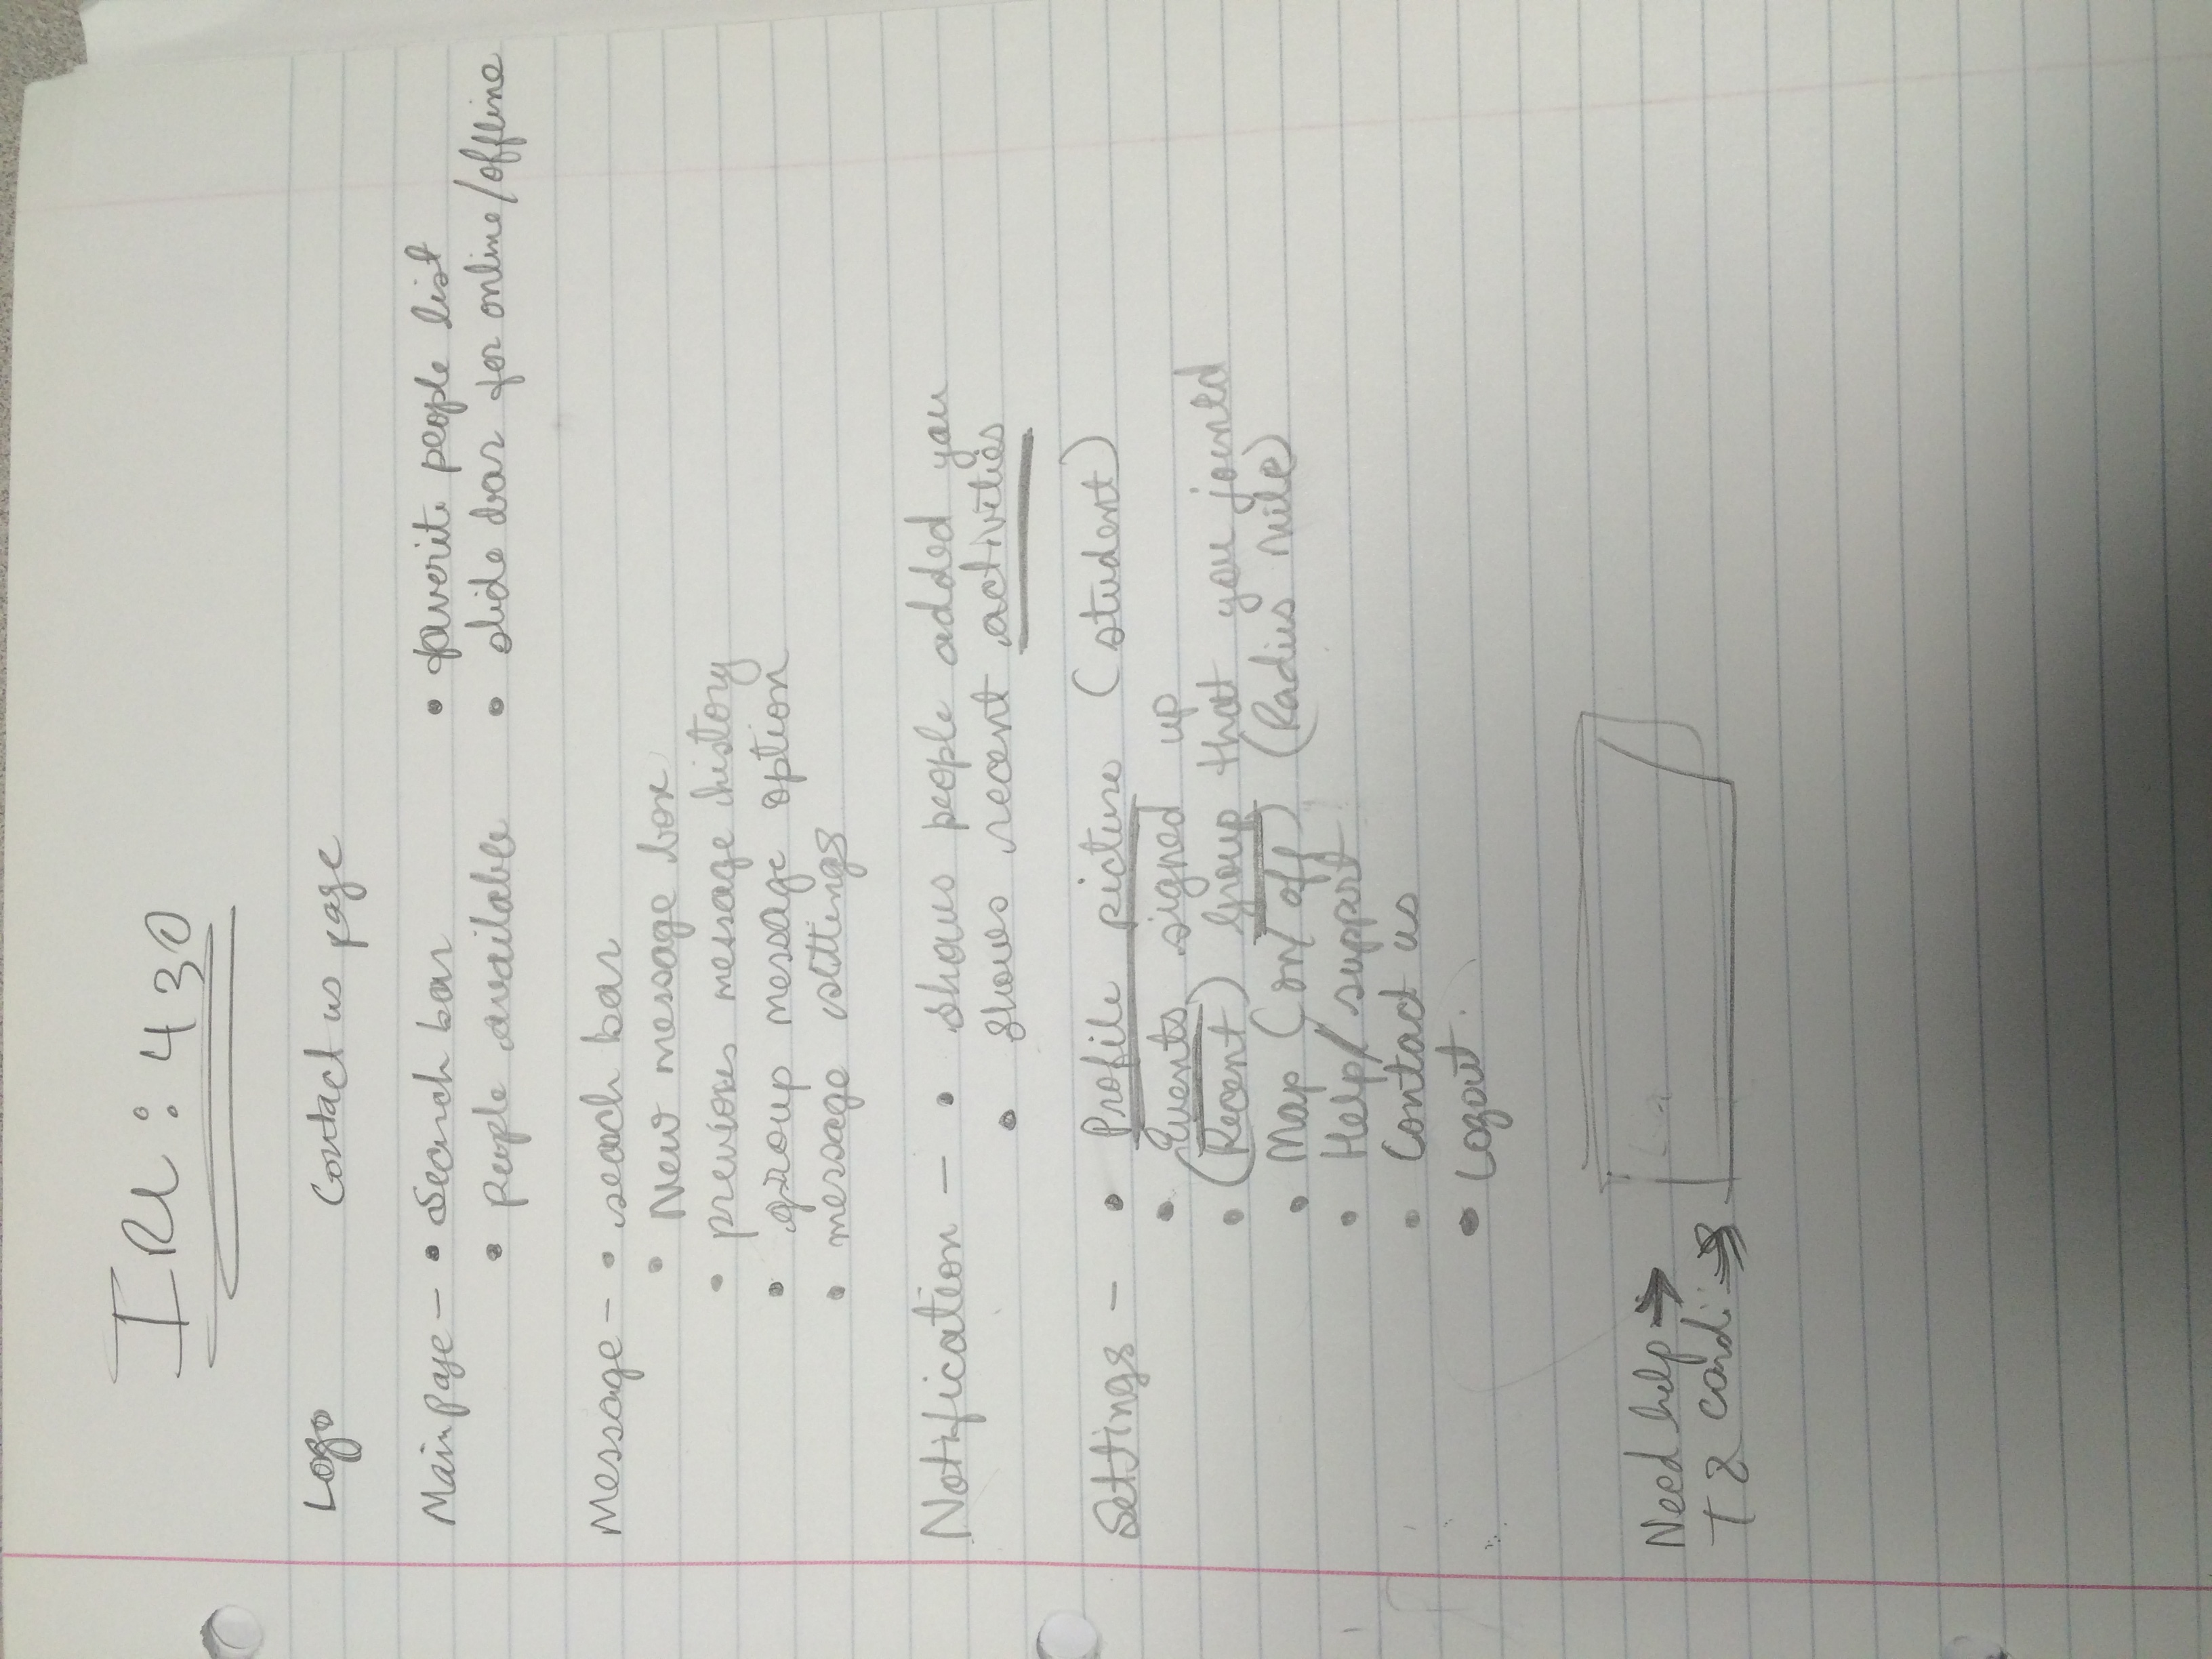 IRL: 430
Logo Contact us page
Main page - • Search bar • favorite people list
• people available • slide bar for online/offline
Message - • seach bar
• New message box
• previous message history
• group message option
• message settings
Notification - • shows people added you
• shows recent activities
Settings - • Profile picture (student)
• Events signed up
• (Recent) Group that you joined
• Map (on/off) (Radius Mile)
• Help/support
• Contact us
• Logout.
Need help →
T & condi: →